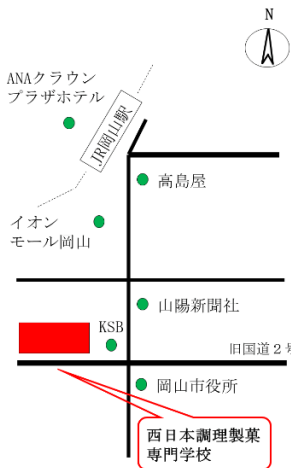 N
ANAクラウン
プラザホテル
JR岡山駅
高島屋
イオン
モール岡山
山陽新聞社
KSB
旧国道２号
岡山市役所
西日本調理製菓
専門学校